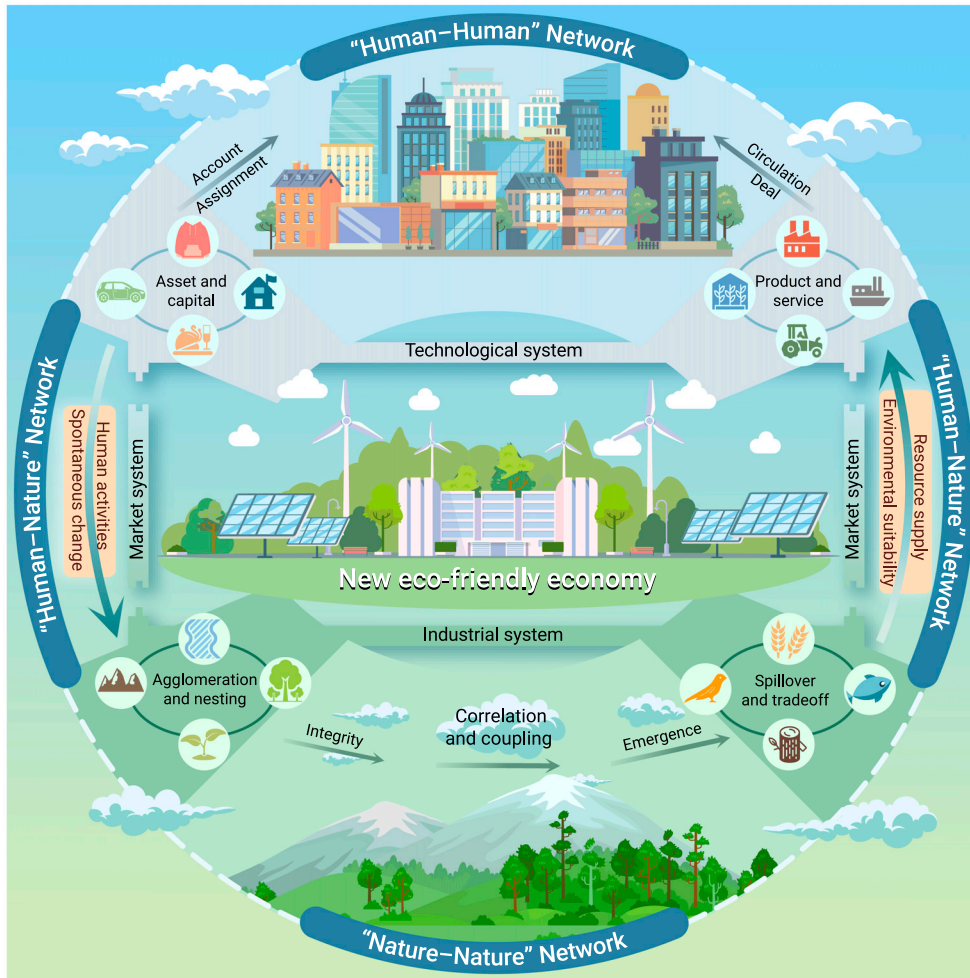 “Human–Human” Network
Account
Assignment
Circulation
Deal
Asset and
capital
Product and
service
Technological system
“Human–Nature” Network
Human activities
Spontaneous change
Market system
Market system
Resource supply
Environmental suitability
“Human–Nature” Network
New eco-friendly economy
Industrial system
Agglomeration
and nesting
Spillover
and tradeoff
Integrity
Correlation
and coupling
Emergence
“Nature–Nature” Network